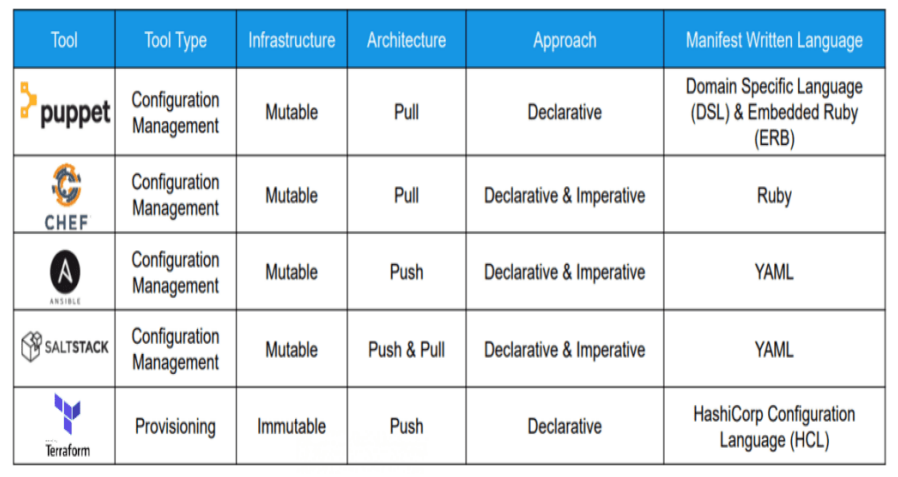 Tool Tool Type Infrastructure Architecture Approach Manifest Written Language
puppet
Configuration
Management
Mutable
Pull
Declarative
Domain Specific Language
(DSL) & Embedded Ruby
(ERB)
CHEF
Configuration
Management
Mutable
Pull
Declarative & Imperative
Ruby
ANSIBLE
Configuration
Management
Mutable
Push
Declarative & Imperative
YAML
SALTSTACK
Configuration
Management
Mutable
Push & Pull
Declarative & Imperative
YAML
Terraform
Provisioning
Immutable
Push
Declarative
HashiCorp Configuration
Language (HCL)